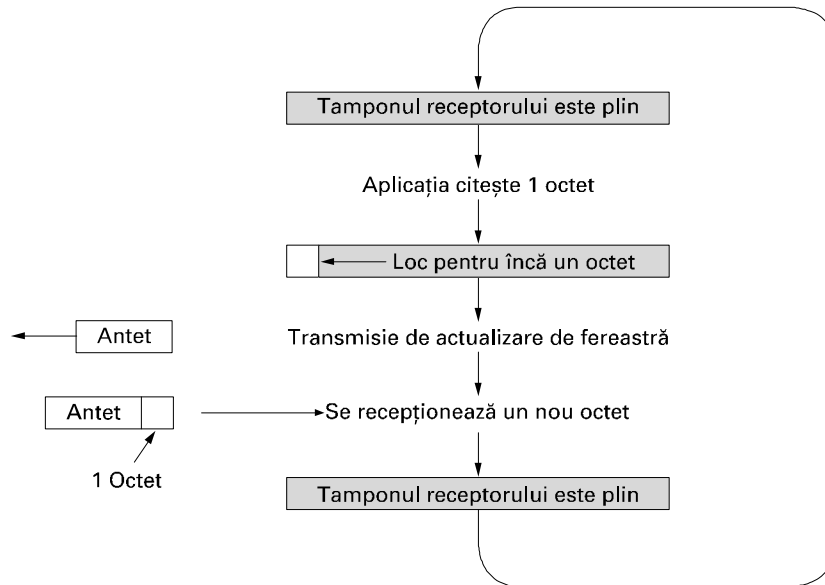 Tamponul receptorului este plin
Aplicația citește 1 octet
Loc pentru încă un octet
Antet
Transmisie de actualizare de fereastră
Antet
Se recepționează un nou octet
1 Octet
Tamponul receptorului este plin